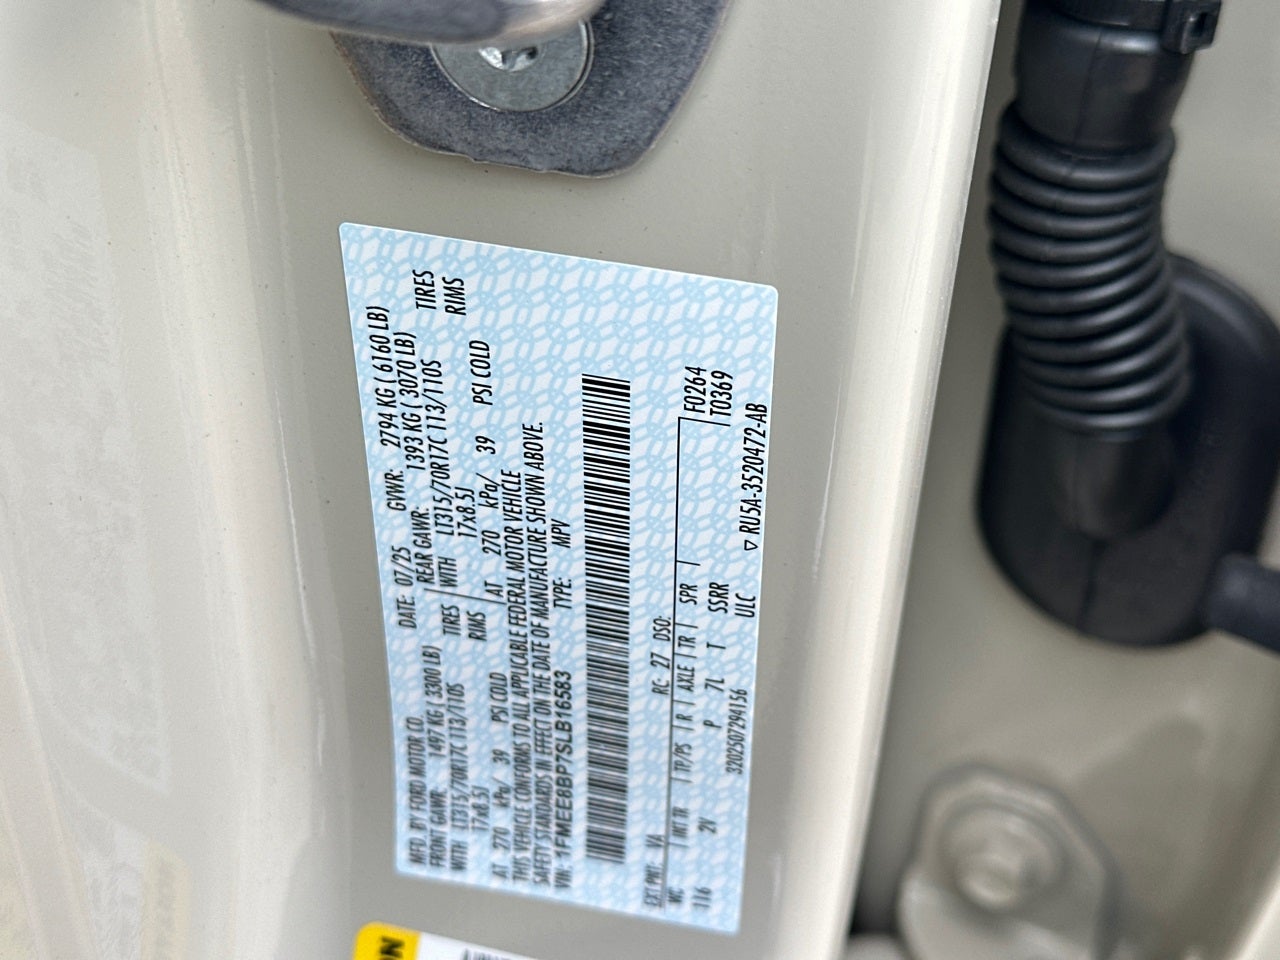 MFD. BY FORD MOTOR CO.
DATE: 07/25 GVWR: 2794 KG ( 6160 LB)
FRONT GAWR: 1497 KG ( 3300 LB) REAR GAWR: 1393 KG ( 3070 LB)
WITH LT315/70R17C 113/110S TIRES WITH LT315/70R17C 113/110S TIRES
17x8.5J RIMS 17x8.5J RIMS
AT 270 kPa/ 39 PSI COLD AT 270 kPa/ 39 PSI COLD
THIS VEHICLE CONFORMS TO ALL APPLICABLE FEDERAL MOTOR VEHICLE
SAFETY STANDARDS IN EFFECT ON THE DATE OF MANUFACTURE SHOWN ABOVE.
VIN: 1FMEE8BP7SLB16583 TYPE: MPV
EXT PNT: VA RC: 27 DSO:
WC INT TR TP/PS R AXLE TR SPR F0264
116 2V P 7L T SSRR T0369
3202507294156 ULC ▽ RU5A-3520472-AB